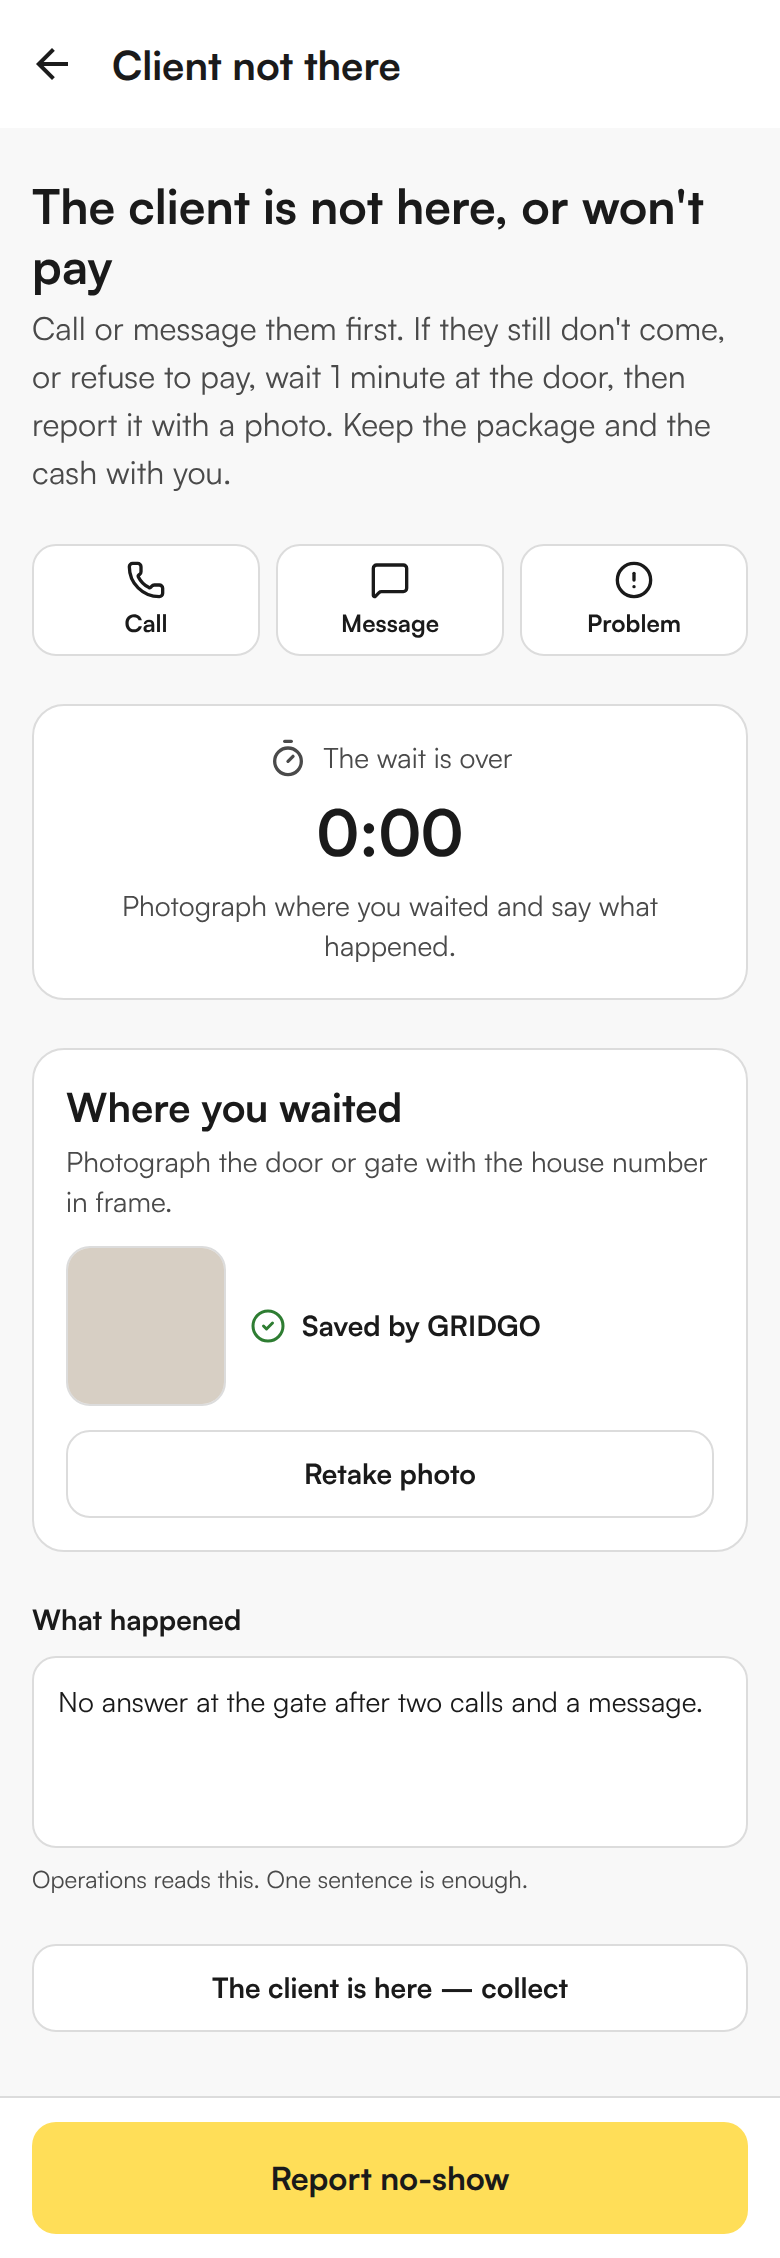 Client not there
The client is not here, or won't
pay
Call or message them first. If they still don't come,
or refuse to pay, wait 1 minute at the door, then
report it with a photo. Keep the package and the
cash with you.
Call
Message
Problem
The wait is over
0:00
Photograph where you waited and say what
happened.
Where you waited
Photograph the door or gate with the house number
in frame.
Saved by GRIDGO
Retake photo
What happened
No answer at the gate after two calls and a message.
Operations reads this. One sentence is enough.
The client is here — collect
Report no-show